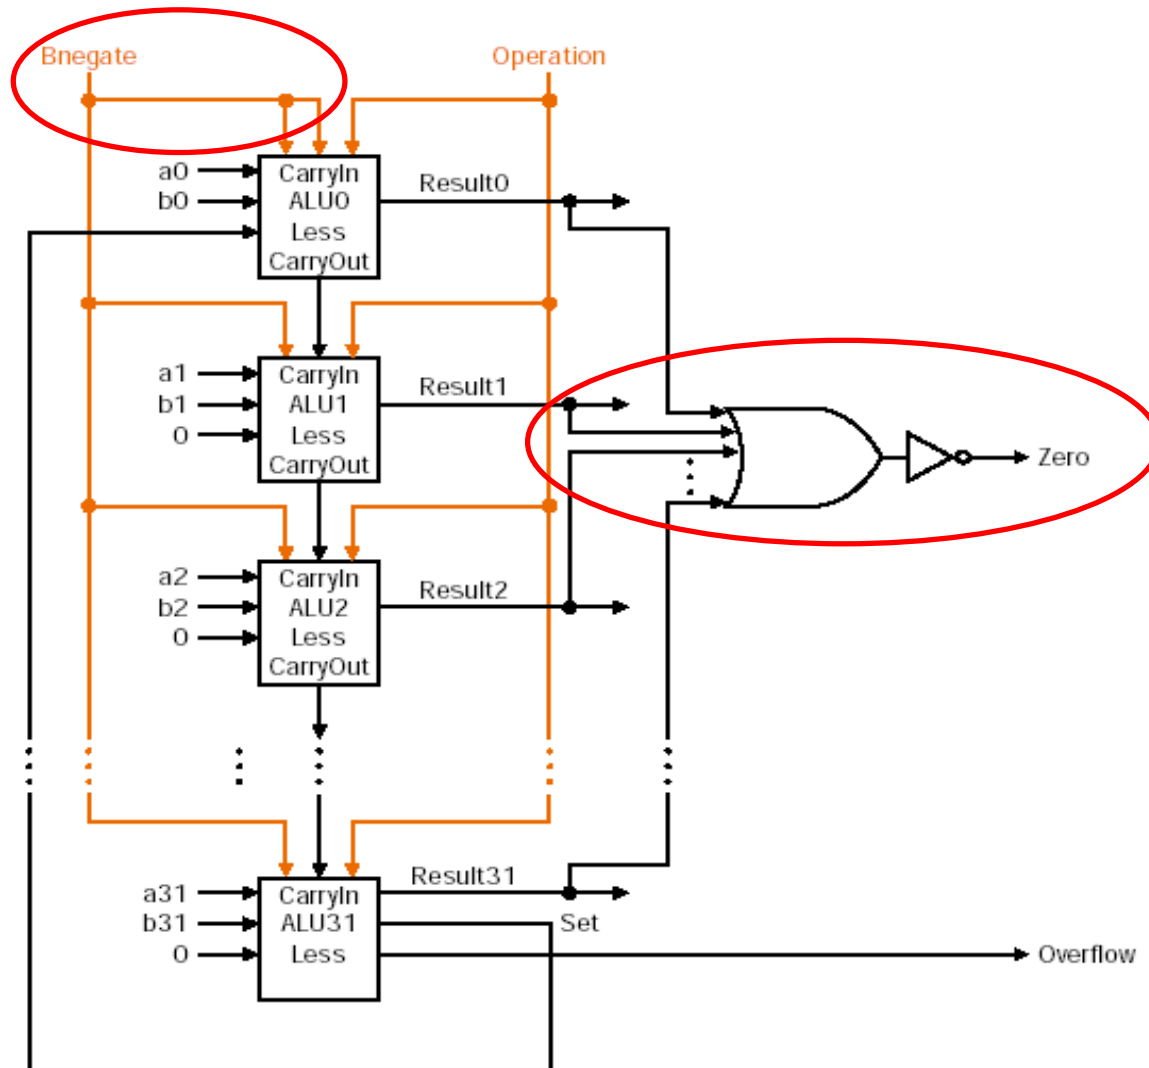 Bnegate
Operation
a0
b0
CarryIn
ALU0
Less
CarryOut
Result0
a1
b1
0
CarryIn
ALU1
Less
CarryOut
Result1
Zero
a2
b2
0
CarryIn
ALU2
Less
CarryOut
Result2
a31
b31
0
CarryIn
ALU31
Less
Result31
Set
Overflow